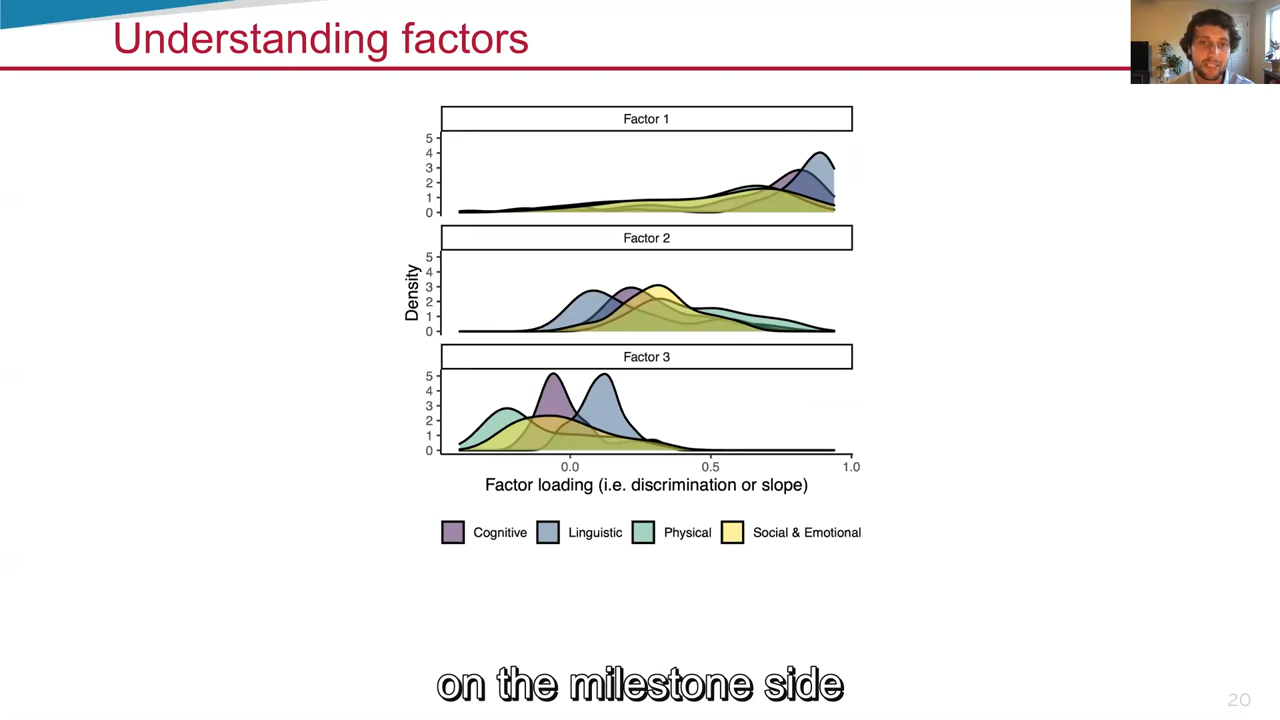 Understanding factors
Factor 1
5
4
3
2
1
0
Factor 2
5
4
3
2
1
0
Factor 3
5
4
3
2
1
0
Density
0.0 0.5 1.0
Factor loading (i.e. discrimination or slope)
Cognitive Linguistic Physical Social & Emotional
on the milestone side
20